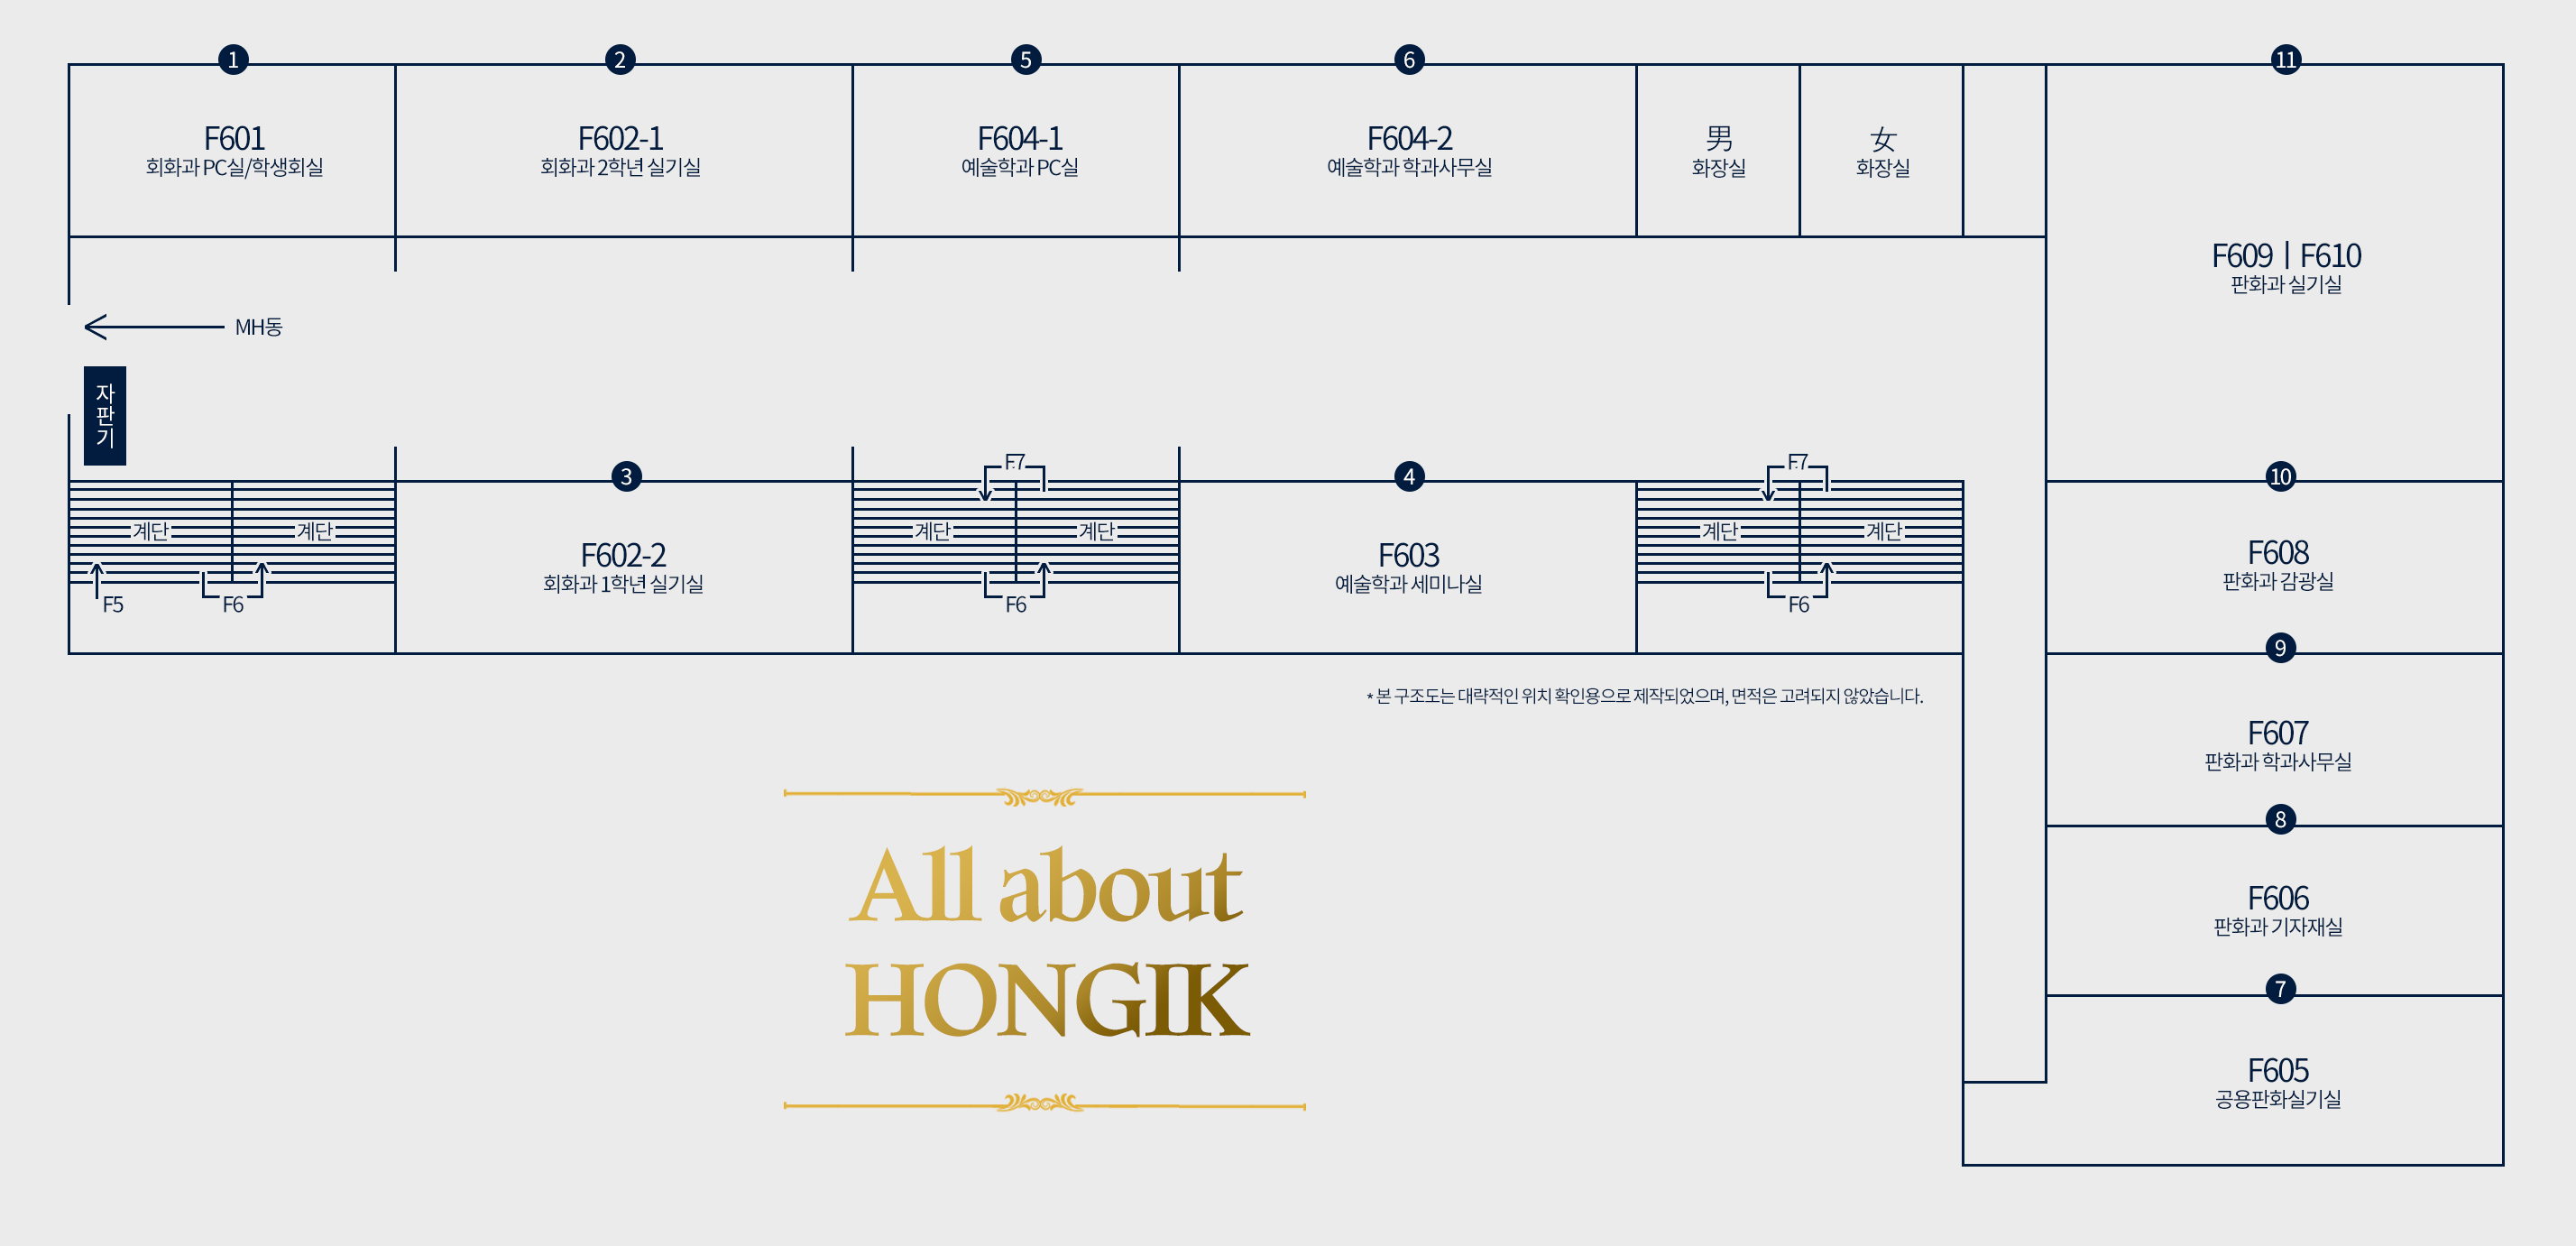 1
2
5
6
11
F601
회화과 PC실/학생회실
F602-1
회화과 2학년 실기실
F604-1
예술학과 PC실
F604-2
예술학과 학과사무실
男
화장실
女
화장실
F609 | F610
판화과 실기실
MH동
자판기
3
4
10
F7
F7
계단
계단
계단
계단
계단
계단
F5
F6
F602-2
회화과 1학년 실기실
F6
F603
예술학과 세미나실
F6
F608
판화과 감광실
9
* 본 구조도는 대략적인 위치 확인용으로 제작되었으며, 면적은 고려되지 않았습니다.
F607
판화과 학과사무실
8
All about
HONGIK
F606
판화과 기자재실
7
F605
공용판화실기실